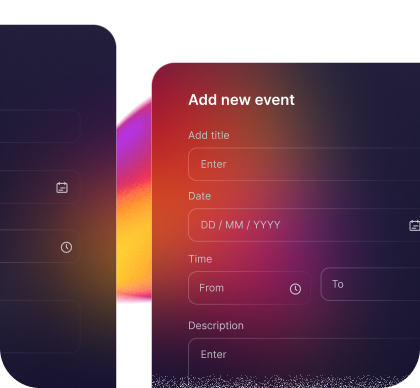 Add new event
Add title
Enter
Date
DD / MM / YYYY
Time
From
To
Description
Enter